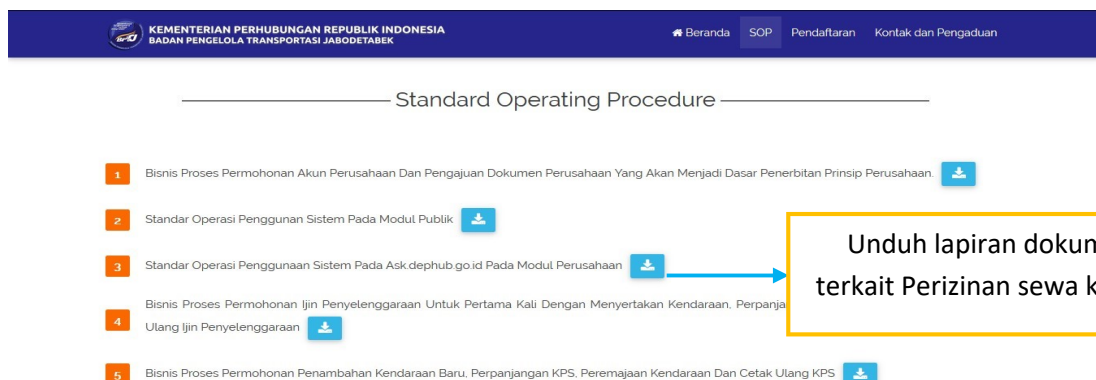 KEMENTERIAN PERHUBUNGAN REPUBLIK INDONESIA
BADAN PENGELOLA TRANSPORTASI JABODETABEK
Beranda SOP Pendaftaran Kontak dan Pengaduan
Standard Operating Procedure
1 Bisnis Proses Permohonan Akun Perusahaan Dan Pengajuan Dokumen Perusahaan Yang Akan Menjadi Dasar Penerbitan Prinsip Perusahaan.
2 Standar Operasi Penggunan Sistem Pada Modul Publik
3 Standar Operasi Penggunaan Sistem Pada Ask.dephub.go.id Pada Modul Perusahaan
Unduh lapiran dokum
terkait Perizinan sewa k
4 Bisnis Proses Permohonan Ijin Penyelenggaraan Untuk Pertama Kali Dengan Menyertakan Kendaraan, Perpanja
Ulang Ijin Penyelenggaraan
5 Bisnis Proses Permohonan Penambahan Kendaraan Baru, Perpanjangan KPS, Peremajaan Kendaraan Dan Cetak Ulang KPS